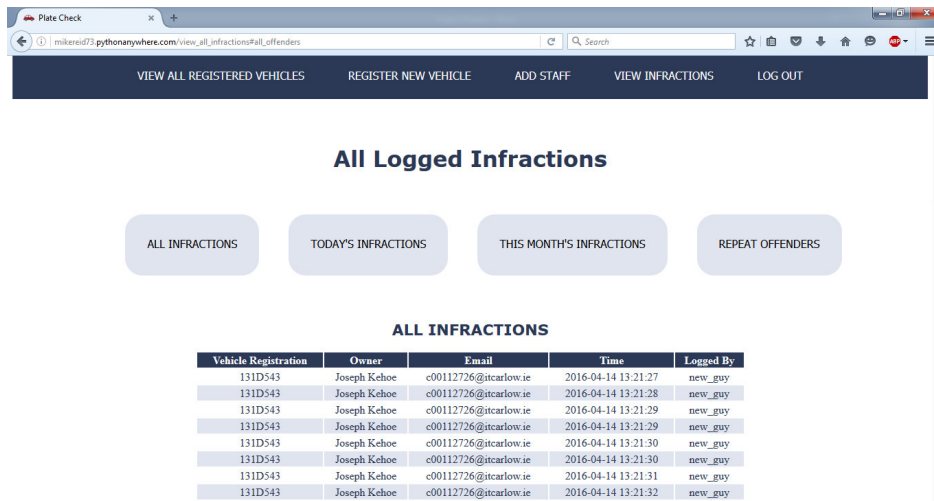 Plate Check
mikereid73.pythonanywhere.com/view_all_infractions#all_offenders
Search
ABP
VIEW ALL REGISTERED VEHICLES REGISTER NEW VEHICLE ADD STAFF VIEW INFRACTIONS LOG OUT
All Logged Infractions
ALL INFRACTIONS TODAY'S INFRACTIONS THIS MONTH'S INFRACTIONS REPEAT OFFENDERS
ALL INFRACTIONS
Vehicle Registration Owner Email Time Logged By
131D543 Joseph Kehoe c00112726@itcarlow.ie 2016-04-14 13:21:27 new_guy
131D543 Joseph Kehoe c00112726@itcarlow.ie 2016-04-14 13:21:28 new_guy
131D543 Joseph Kehoe c00112726@itcarlow.ie 2016-04-14 13:21:29 new_guy
131D543 Joseph Kehoe c00112726@itcarlow.ie 2016-04-14 13:21:29 new_guy
131D543 Joseph Kehoe c00112726@itcarlow.ie 2016-04-14 13:21:30 new_guy
131D543 Joseph Kehoe c00112726@itcarlow.ie 2016-04-14 13:21:30 new_guy
131D543 Joseph Kehoe c00112726@itcarlow.ie 2016-04-14 13:21:31 new_guy
131D543 Joseph Kehoe c00112726@itcarlow.ie 2016-04-14 13:21:32 new_guy